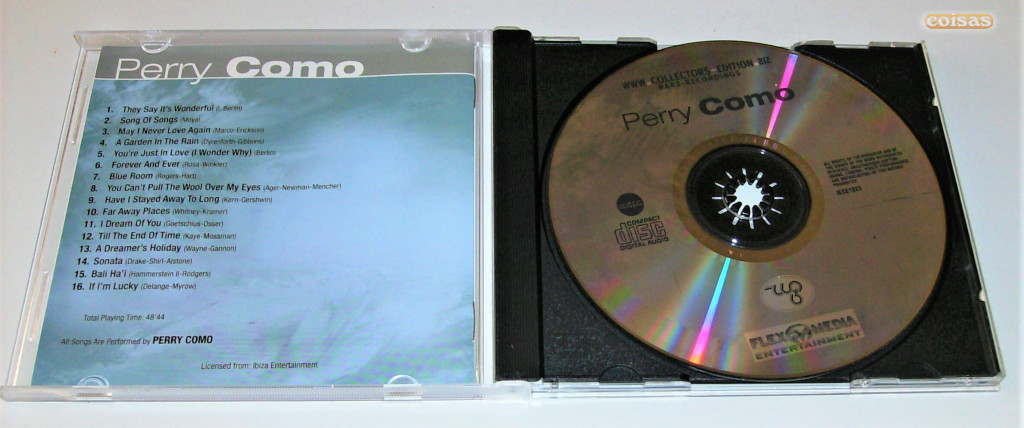 coisas
Perry Como
1. They Say It's Wonderful (I. Berlin)
2. Song Of Songs (Moya)
3. May I Never Love Again (Marco-Erickson)
4. A Garden In The Rain (Dyrenforth-Gibbons)
5. You're Just In Love (I Wonder Why) (Berlin)
6. Forever And Ever (Rosa-Winkler)
7. Blue Room (Rogers-Hart)
8. You Can't Pull The Wool Over My Eyes (Ager-Newman-Mencher)
9. Have I Stayed Away To Long (Kern-Gershwin)
10. Far Away Places (Whitney-Kramer)
11. I Dream Of You (Goetschius-Osser)
12. Till The End Of Time (Kaye-Mossman)
13. A Dreamer's Holiday (Wayne-Gannon)
14. Sonata (Drake-Shirl-Alstone)
15. Bali Ha'i (Hammerstein II-Rodgers)
16. If I'm Lucky (Delange-Myrow)
Total Playing Time: 48'44
All Songs Are Performed by PERRY COMO
Licensed from: Ibiza Entertainment
WWW.COLLECTORS-EDITION.BIZ
RARE-RECORDINGS
Perry Como
COMPACT
disc
DIGITAL AUDIO
FLEX MEDIA
ENTERTAINMENT